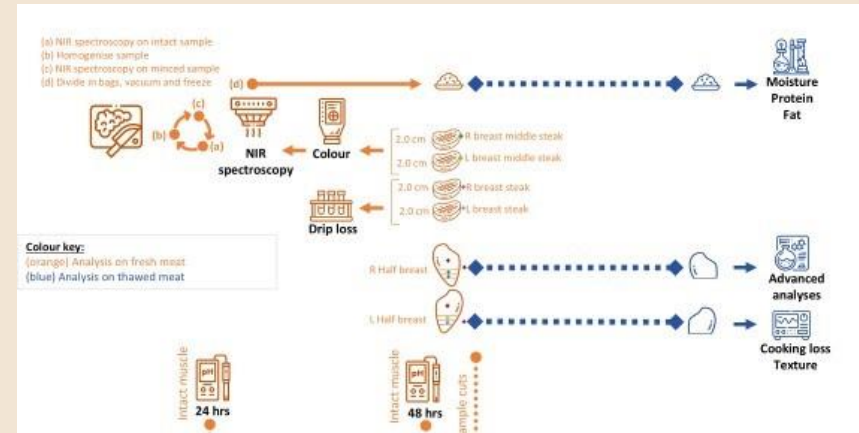 (a) NIR spectroscopy on intact sample
(b) Homogenise sample
(c) NIR spectroscopy on minced sample
(d) Divide in bags, vacuum and freeze
(d)
Moisture
Protein
Fat
(c)
(b)
(a)
NIR
spectroscopy
Colour
2.0 cm
R breast middle steak
2.0 cm
L breast middle steak
2.0 cm
R breast steak
2.0 cm
L breast steak
Drip loss
Colour key:
(orange) Analysis on fresh meat
(blue) Analysis on thawed meat
R Half breast
Advanced
analyses
L Half breast
Cooking loss
Texture
Intact muscle
pH
24 hrs
Intact muscle
pH
48 hrs
ample cuts